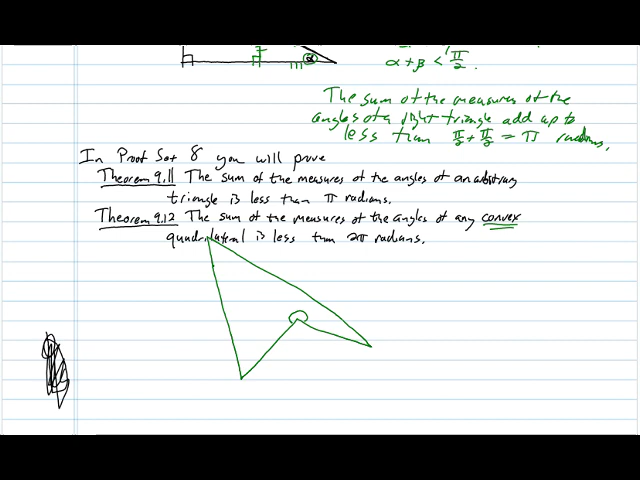 α
α + β < π/2.
The sum of the measures of the
angles of a right triangle add up to
less than π/2 + π/2 = π radians.
In Proof Set 8 you will prove
Theorem 9.11 The sum of the measures of the angles of an arbitrary
triangle is less than π radians.
Theorem 9.12 The sum of the measures of the angles of any convex
quadrilateral is less than 2π radians.